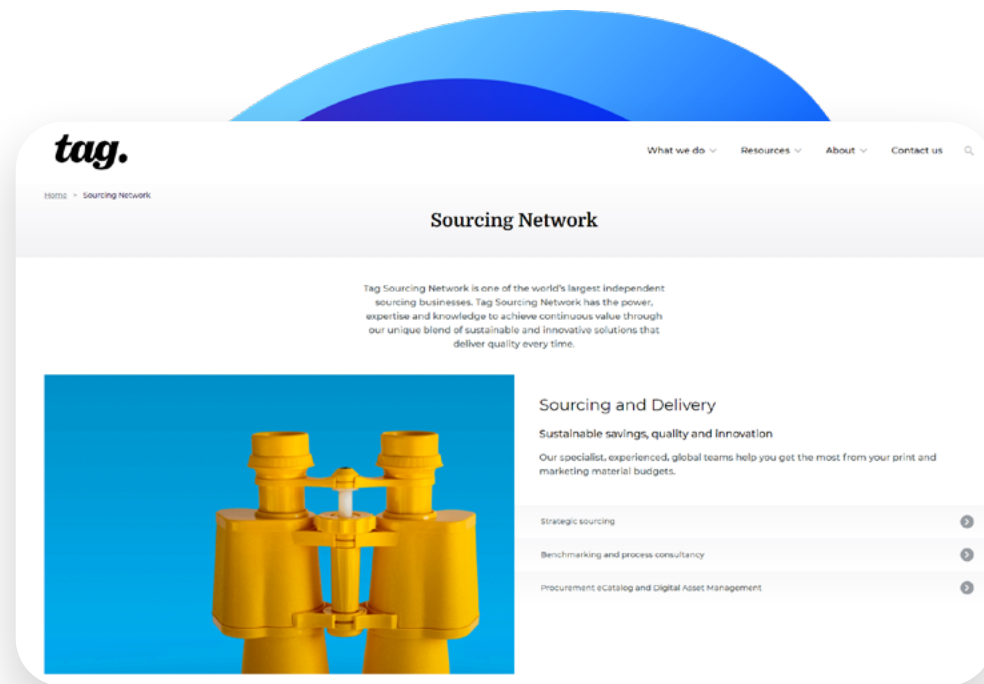 tag.
What we do
Resources
About
Contact us
Home > Sourcing Network
Sourcing Network
Tag Sourcing Network is one of the world's largest independent
sourcing businesses. Tag Sourcing Network has the power,
expertise and knowledge to achieve continuous value through
our unique blend of sustainable and innovative solutions that
deliver quality every time.
Sourcing and Delivery
Sustainable savings, quality and innovation
Our specialist, experienced, global teams help you get the most from your print and
marketing material budgets.
Strategic sourcing
Benchmarking and process consultancy
Procurement eCatalog and Digital Asset Management